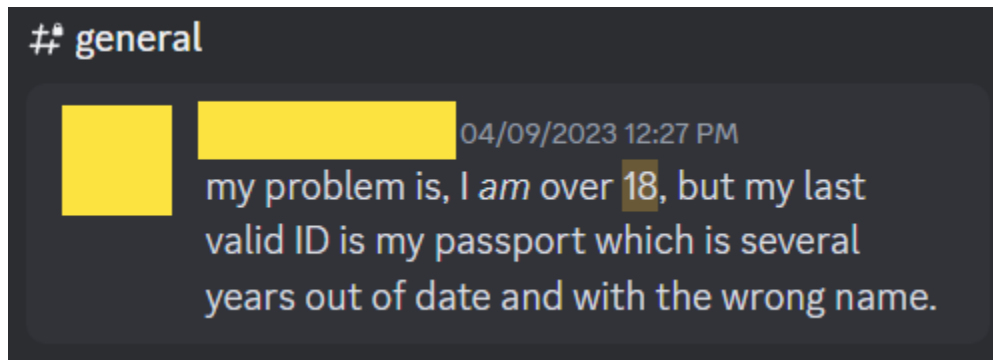 # general
04/09/2023 12:27 PM
my problem is, I am over 18, but my last
valid ID is my passport which is several
years out of date and with the wrong name.